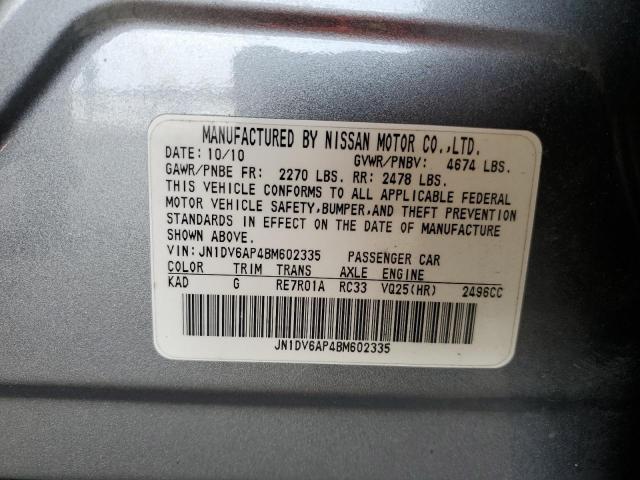 MANUFACTURED BY NISSAN MOTOR CO.,LTD.
DATE: 10/10 GVWR/PNBV: 4674 LBS.
GAWR/PNBE FR: 2270 LBS. RR: 2478 LBS.
THIS VEHICLE CONFORMS TO ALL APPLICABLE FEDERAL
MOTOR VEHICLE SAFETY,BUMPER,AND THEFT PREVENTION
STANDARDS IN EFFECT ON THE DATE OF MANUFACTURE
SHOWN ABOVE.
VIN: JN1DV6AP4BM602335 PASSENGER CAR
COLOR TRIM TRANS AXLE ENGINE
KAD G RE7R01A RC33 VQ25(HR) 2496CC
JN1DV6AP4BM602335